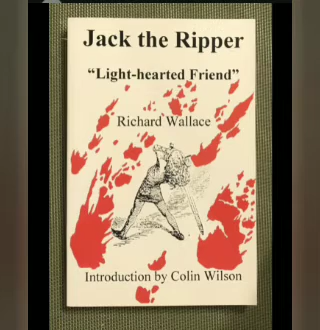 Jack the Ripper
“Light-hearted Friend”
Richard Wallace
Introduction by Colin Wilson